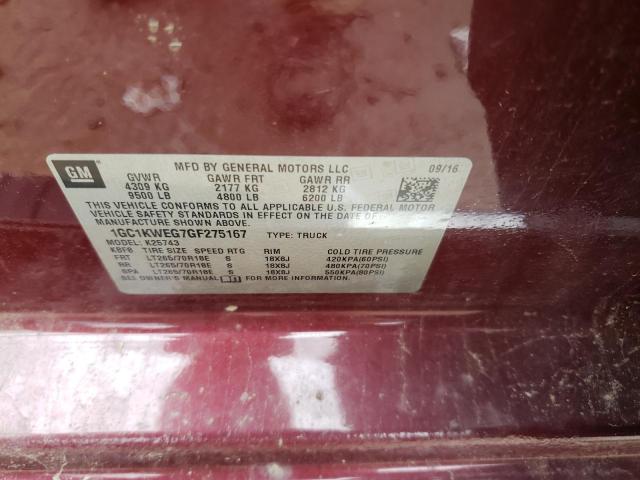 GM
MFD BY GENERAL MOTORS LLC 09/16
GVWR GAWR FRT GAWR RR
4309 KG 2177 KG 2812 KG
9500 LB 4800 LB 6200 LB
THIS VEHICLE CONFORMS TO ALL APPLICABLE U.S. FEDERAL MOTOR
VEHICLE SAFETY STANDARDS IN EFFECT ON THE DATE OF
MANUFACTURE SHOWN ABOVE.
1GC1KWEG7GF275167 TYPE: TRUCK
MODEL: K25743
KBFB TIRE SIZE SPEED RTG RIM COLD TIRE PRESSURE
FRT LT265/70R18E S 18X8J 420KPA(60PSI)
RR LT265/70R18E S 18X8J 480KPA(70PSI)
SPA LT265/70R18E S 18X8J 550KPA(80PSI)
SEE OWNER'S MANUAL